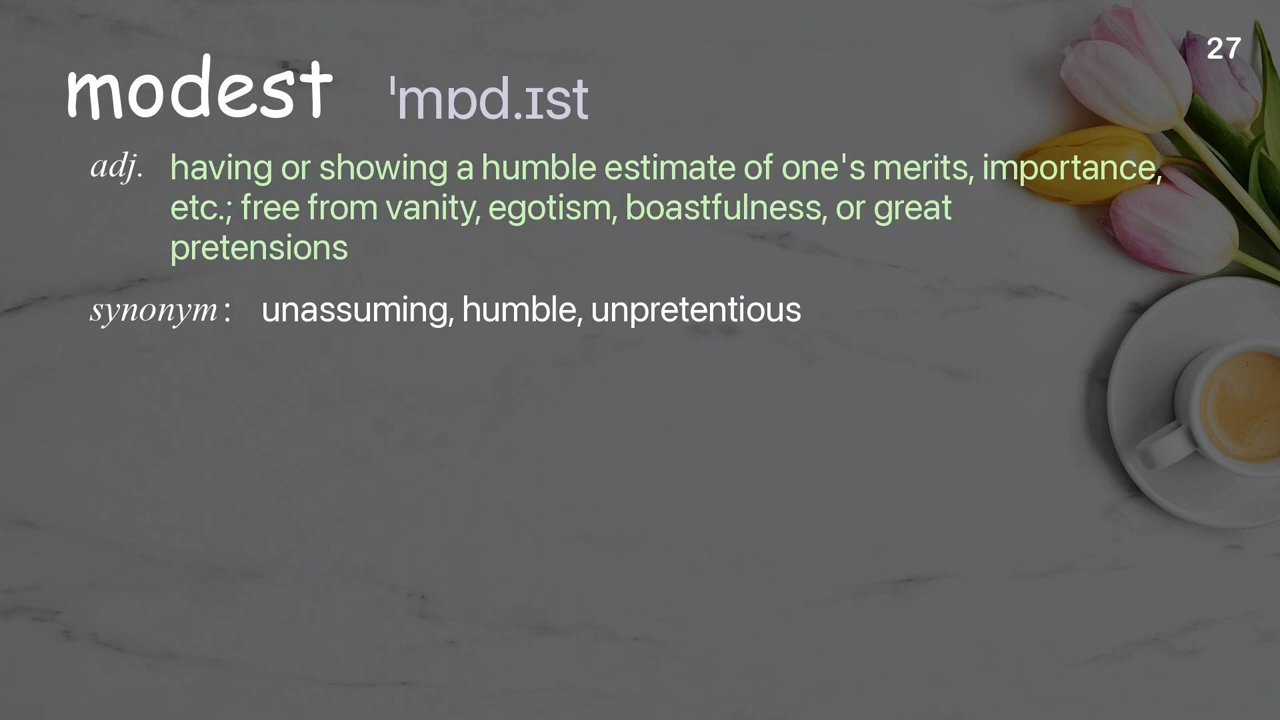 27
modest ˈmɒd.ɪst
adj. having or showing a humble estimate of one's merits, importance,
etc.; free from vanity, egotism, boastfulness, or great
pretensions
synonym: unassuming, humble, unpretentious